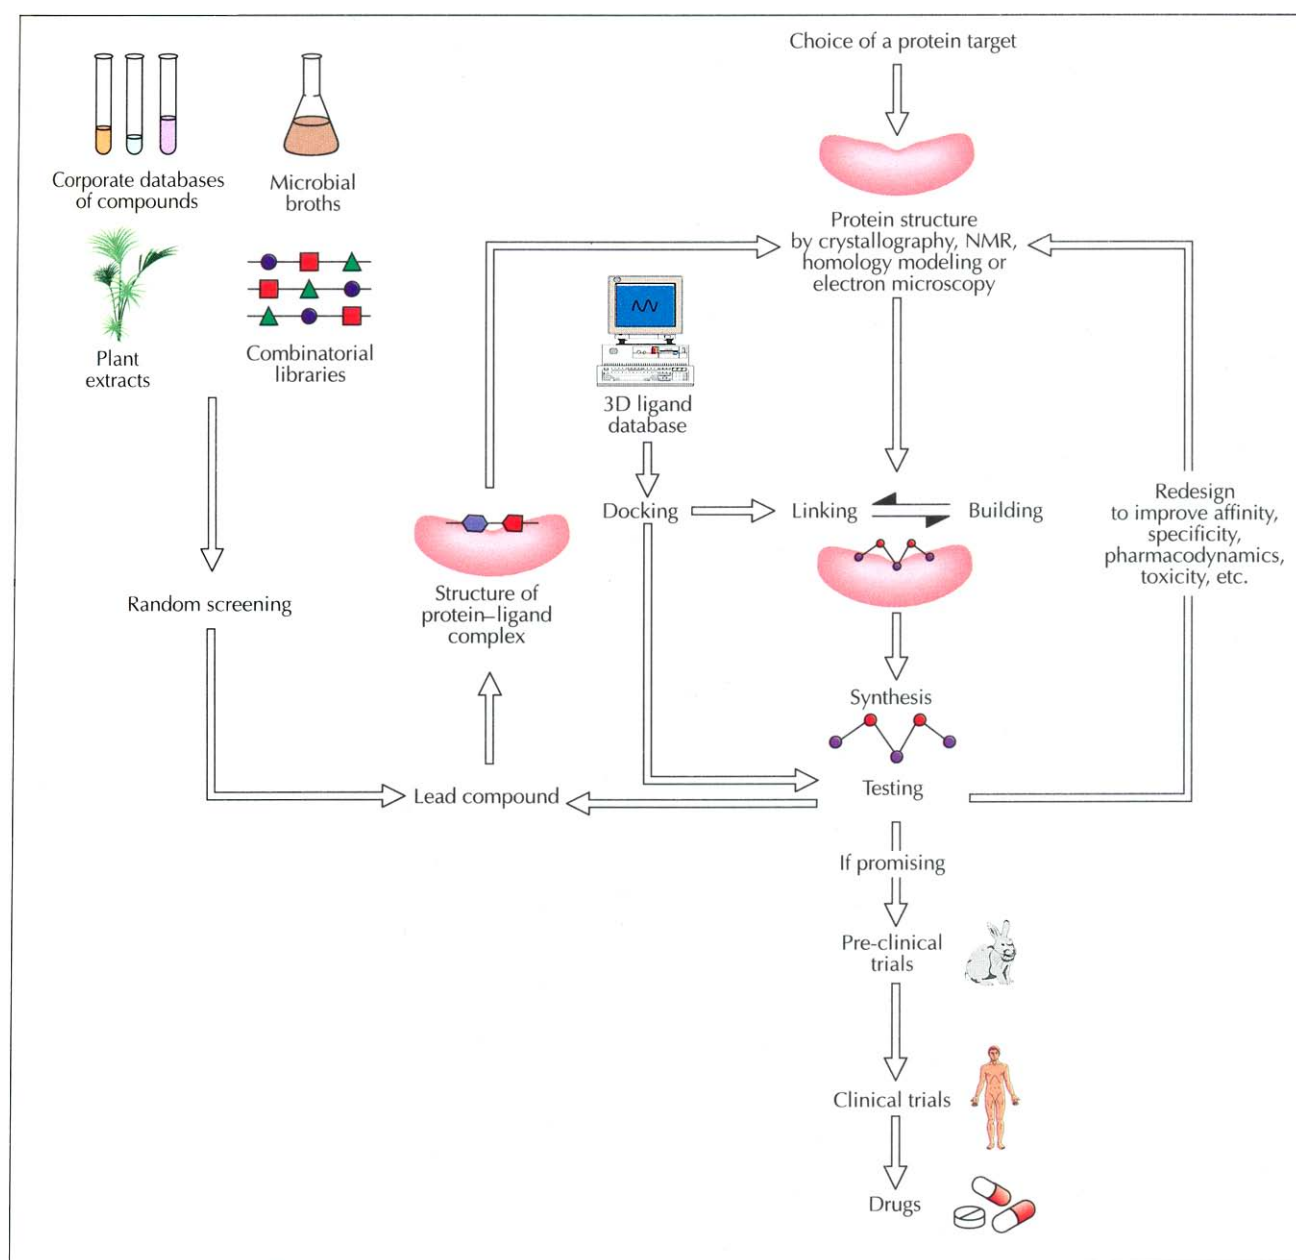 Choice of a protein target
Corporate databases
of compounds
Microbial
broths
Plant
extracts
Combinatorial
libraries
Protein structure
by crystallography, NMR,
homology modeling or
electron microscopy
3D ligand
database
Docking
Linking
Building
Redesign
to improve affinity,
specificity,
pharmacodynamics,
toxicity, etc.
Random screening
Structure of
protein–ligand
complex
Synthesis
Lead compound
Testing
If promising
Pre-clinical
trials
Clinical trials
Drugs